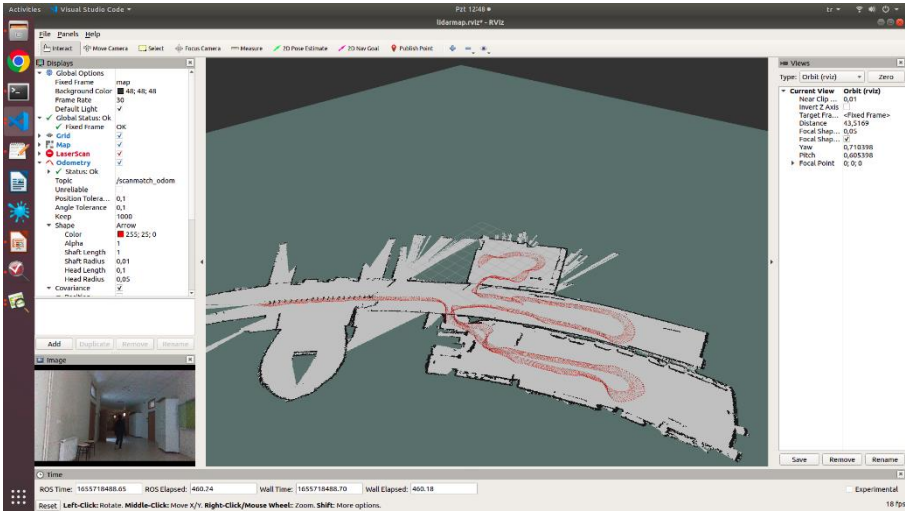 Activities
Visual Studio Code
Pzt 12:48
tr
lidarmap.rviz* - RViz
File Panels Help
Interact Move Camera Select Focus Camera Measure 2D Pose Estimate 2D Nav Goal Publish Point
Displays
Global Options
Fixed Frame map
Background Color 48; 48; 48
Frame Rate 30
Default Light
Global Status: Ok
Fixed Frame OK
Grid
Map
LaserScan
Odometry
Status: Ok
Topic /scanmatch_odom
Unreliable
Position Tolera... 0,1
Angle Tolerance 0,1
Keep 1000
Shape Arrow
Color 255; 25; 0
Alpha 1
Shaft Length 1
Shaft Radius 0,01
Head Length 0,1
Head Radius 0,05
Covariance
Add Duplicate Remove Rename
Image
Views
Type: Orbit (rviz) Zero
Current View Orbit (rviz)
Near Clip ... 0,01
Invert Z Axis
Target Fra... <Fixed Frame>
Distance 43,5169
Focal Shap... 0,05
Focal Shap...
Yaw 0,710398
Pitch 0,605398
Focal Point 0; 0; 0
Save Remove Rename
Time
ROS Time: 1655718488.65 ROS Elapsed: 460.24 Wall Time: 1655718488.70 Wall Elapsed: 460.18 Experimental
Reset Left-Click: Rotate. Middle-Click: Move X/Y. Right-Click/Mouse Wheel: Zoom. Shift: More options. 18 fps